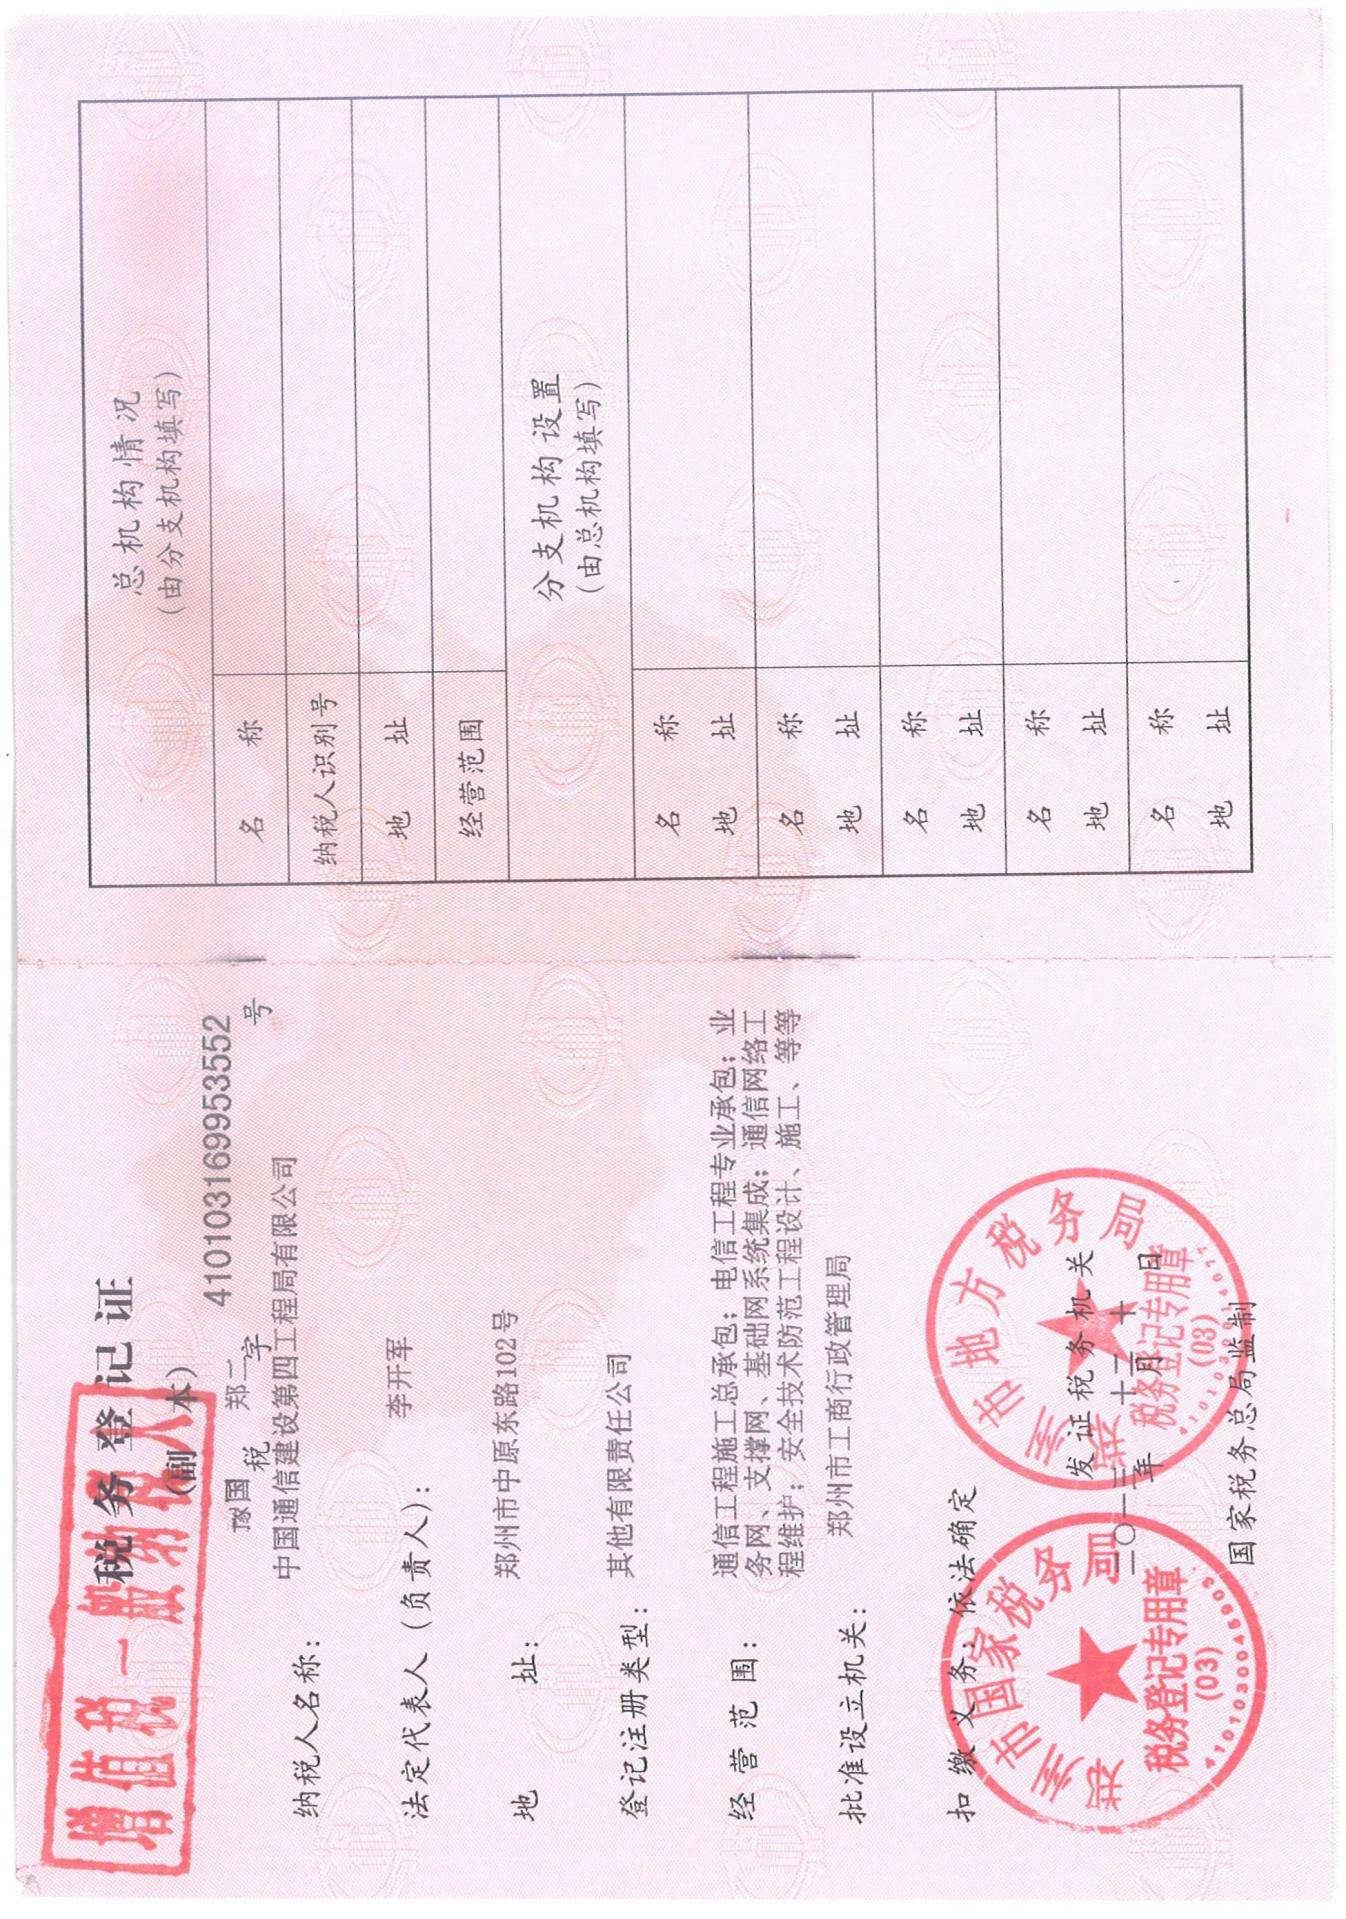 增值税一般纳税人
税务登记证
(副 本)
豫国 郑二 410103169953552
税 字 号
纳税人名称: 中国通信建设第四工程局有限公司
法定代表人(负责人): 李开军
地 址: 郑州市中原东路102号
登记注册类型: 其他有限责任公司
经营范围: 通信工程施工总承包; 电信工程专业承包; 业
务网、支撑网、基础网系统集成; 通信网络工
程维护; 安全技术防范工程设计、施工、等等
批准设立机关: 郑州市工商行政管理局
扣缴义务: 依法确定
发证税务机关
二〇一三年十二月十日
国家税务总局监制
郑州市国家税务局
税务登记专用章
(03)
4101030045903
郑州市地方税务局
税务登记专用章
(03)
总机构情况
(由分支机构填写)
名 称
纳税人识别号
地 址
经营范围
分支机构设置
(由总机构填写)
名 称
地 址
名 称
地 址
名 称
地 址
名 称
地 址
名 称
地 址